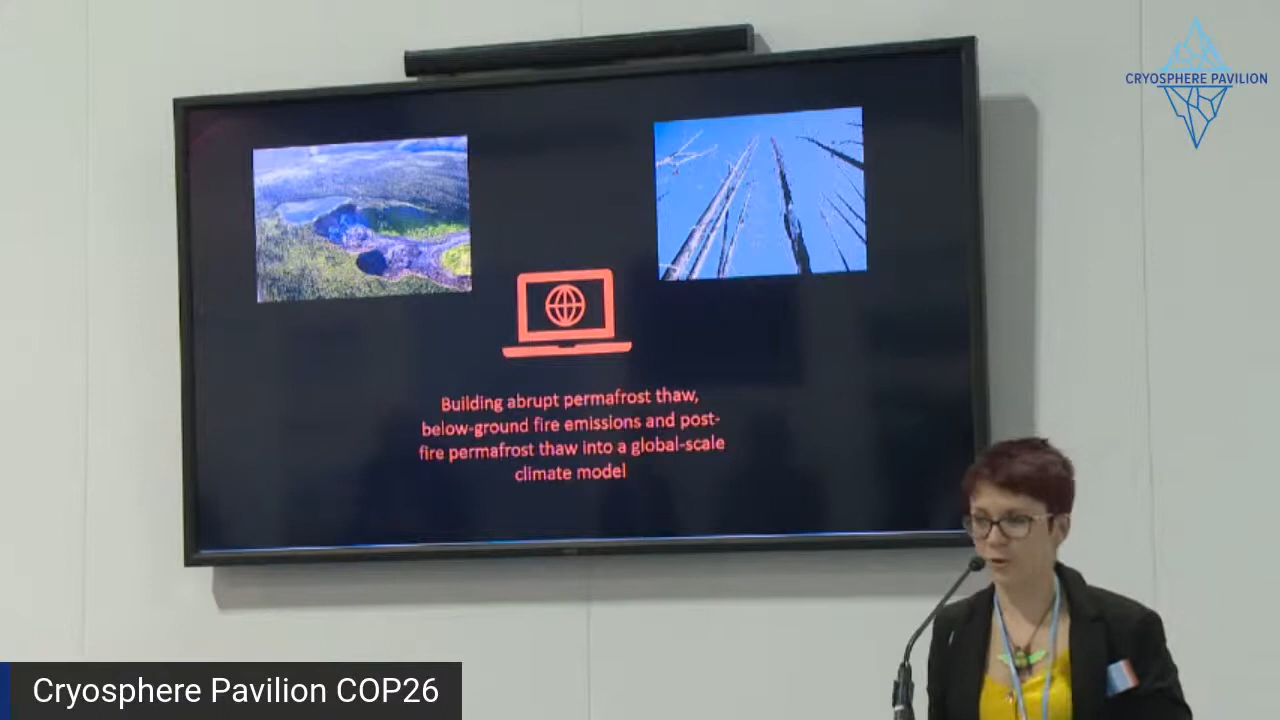 CRYOSPHERE PAVILION
Building abrupt permafrost thaw,
below-ground fire emissions and post-
fire permafrost thaw into a global-scale
climate model
Cryosphere Pavilion COP26